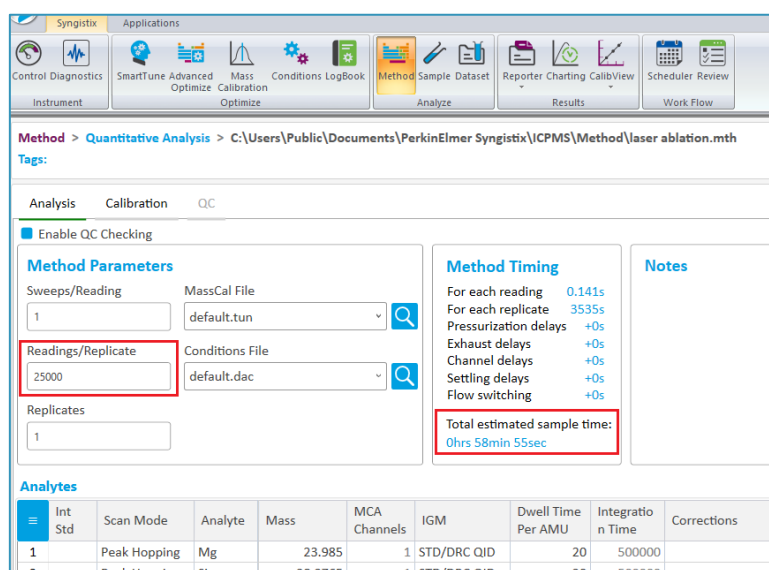 Syngistix Applications
Control Diagnostics SmartTune Advanced Optimize Mass Calibration Conditions LogBook Method Sample Dataset Reporter Charting CalibView Scheduler Review
Instrument Optimize Analyze Results Work Flow
Method > Quantitative Analysis > C:\Users\Public\Documents\PerkinElmer Syngistix\ICPMS\Method\laser ablation.mth
Tags:
Analysis Calibration QC
Enable QC Checking
Method Parameters
Sweeps/Reading MassCal File
1 default.tun
Readings/Replicate Conditions File
25000 default.dac
Replicates
1
Method Timing
For each reading 0.141s
For each replicate 3535s
Pressurization delays +0s
Exhaust delays +0s
Channel delays +0s
Settling delays +0s
Flow switching +0s
Total estimated sample time:
0hrs 58min 55sec
Notes
Analytes
Int Std Scan Mode Analyte Mass MCA Channels IGM Dwell Time Per AMU Integratio n Time Corrections
1 Peak Hopping Mg 23.985 1 STD/DRC QID 20 500000